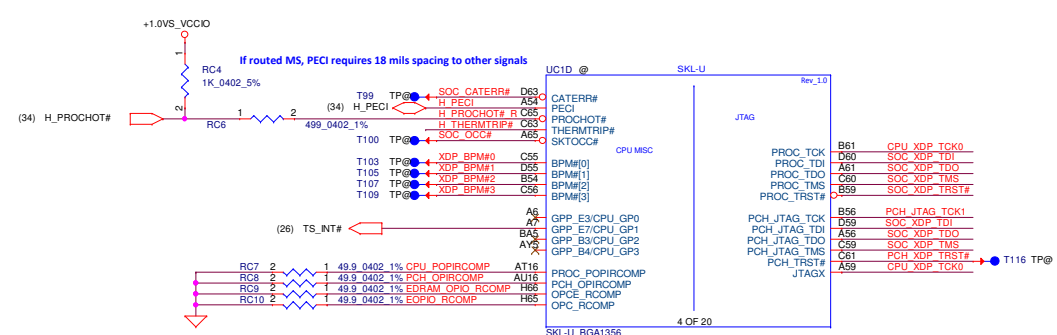 +1.0VS_VCCIO
1
RC4
1K_0402_5%
2
If routed MS, PECI requires 18 mils spacing to other signals
(34) H_PROCHOT#
RC6
1 2
499_0402_1%
UC1D @
SKL-U
Rev_1.0
T99 TP@ SOC_CATERR# D63 CATERR#
(34) H_PECI H_PECI A54 PECI
H_PROCHOT#_R C65 PROCHOT#
H_THERMTRIP# C63 THERMTRIP#
T100 TP@ SOC_OCC# A65 SKTOCC#
JTAG
CPU MISC
T103 TP@ XDP_BPM#0 C55 BPM#[0]
T105 TP@ XDP_BPM#1 D55 BPM#[1]
T107 TP@ XDP_BPM#2 B54 BPM#[2]
T109 TP@ XDP_BPM#3 C56 BPM#[3]
A6 GPP_E3/CPU_GP0
(26) TS_INT# A7 GPP_E7/CPU_GP1
BA5 GPP_B3/CPU_GP2
AY5 GPP_B4/CPU_GP3
RC7 2 1 49.9_0402_1% CPU_POPIRCOMP AT16 PROC_POPIRCOMP
RC8 2 1 49.9_0402_1% PCH_OPIRCOMP AU16 PCH_OPIRCOMP
RC9 2 1 49.9_0402_1% EDRAM_OPIO_RCOMP H66 OPCE_RCOMP
RC10 2 1 49.9_0402_1% EOPIO_RCOMP H65 OPC_RCOMP
PROC_TCK B61 CPU_XDP_TCK0
PROC_TDI D60 SOC_XDP_TDI
PROC_TDO A61 SOC_XDP_TDO
PROC_TMS C60 SOC_XDP_TMS
PROC_TRST# B59 SOC_XDP_TRST#
PCH_JTAG_TCK B56 PCH_JTAG_TCK1
PCH_JTAG_TDI D59 SOC_XDP_TDI
PCH_JTAG_TDO A56 SOC_XDP_TDO
PCH_JTAG_TMS C59 SOC_XDP_TMS
PCH_TRST# C61 PCH_XDP_TRST# T116 TP@
JTAGX A59 CPU_XDP_TCK0
4 OF 20
SKL-U_BGA1356